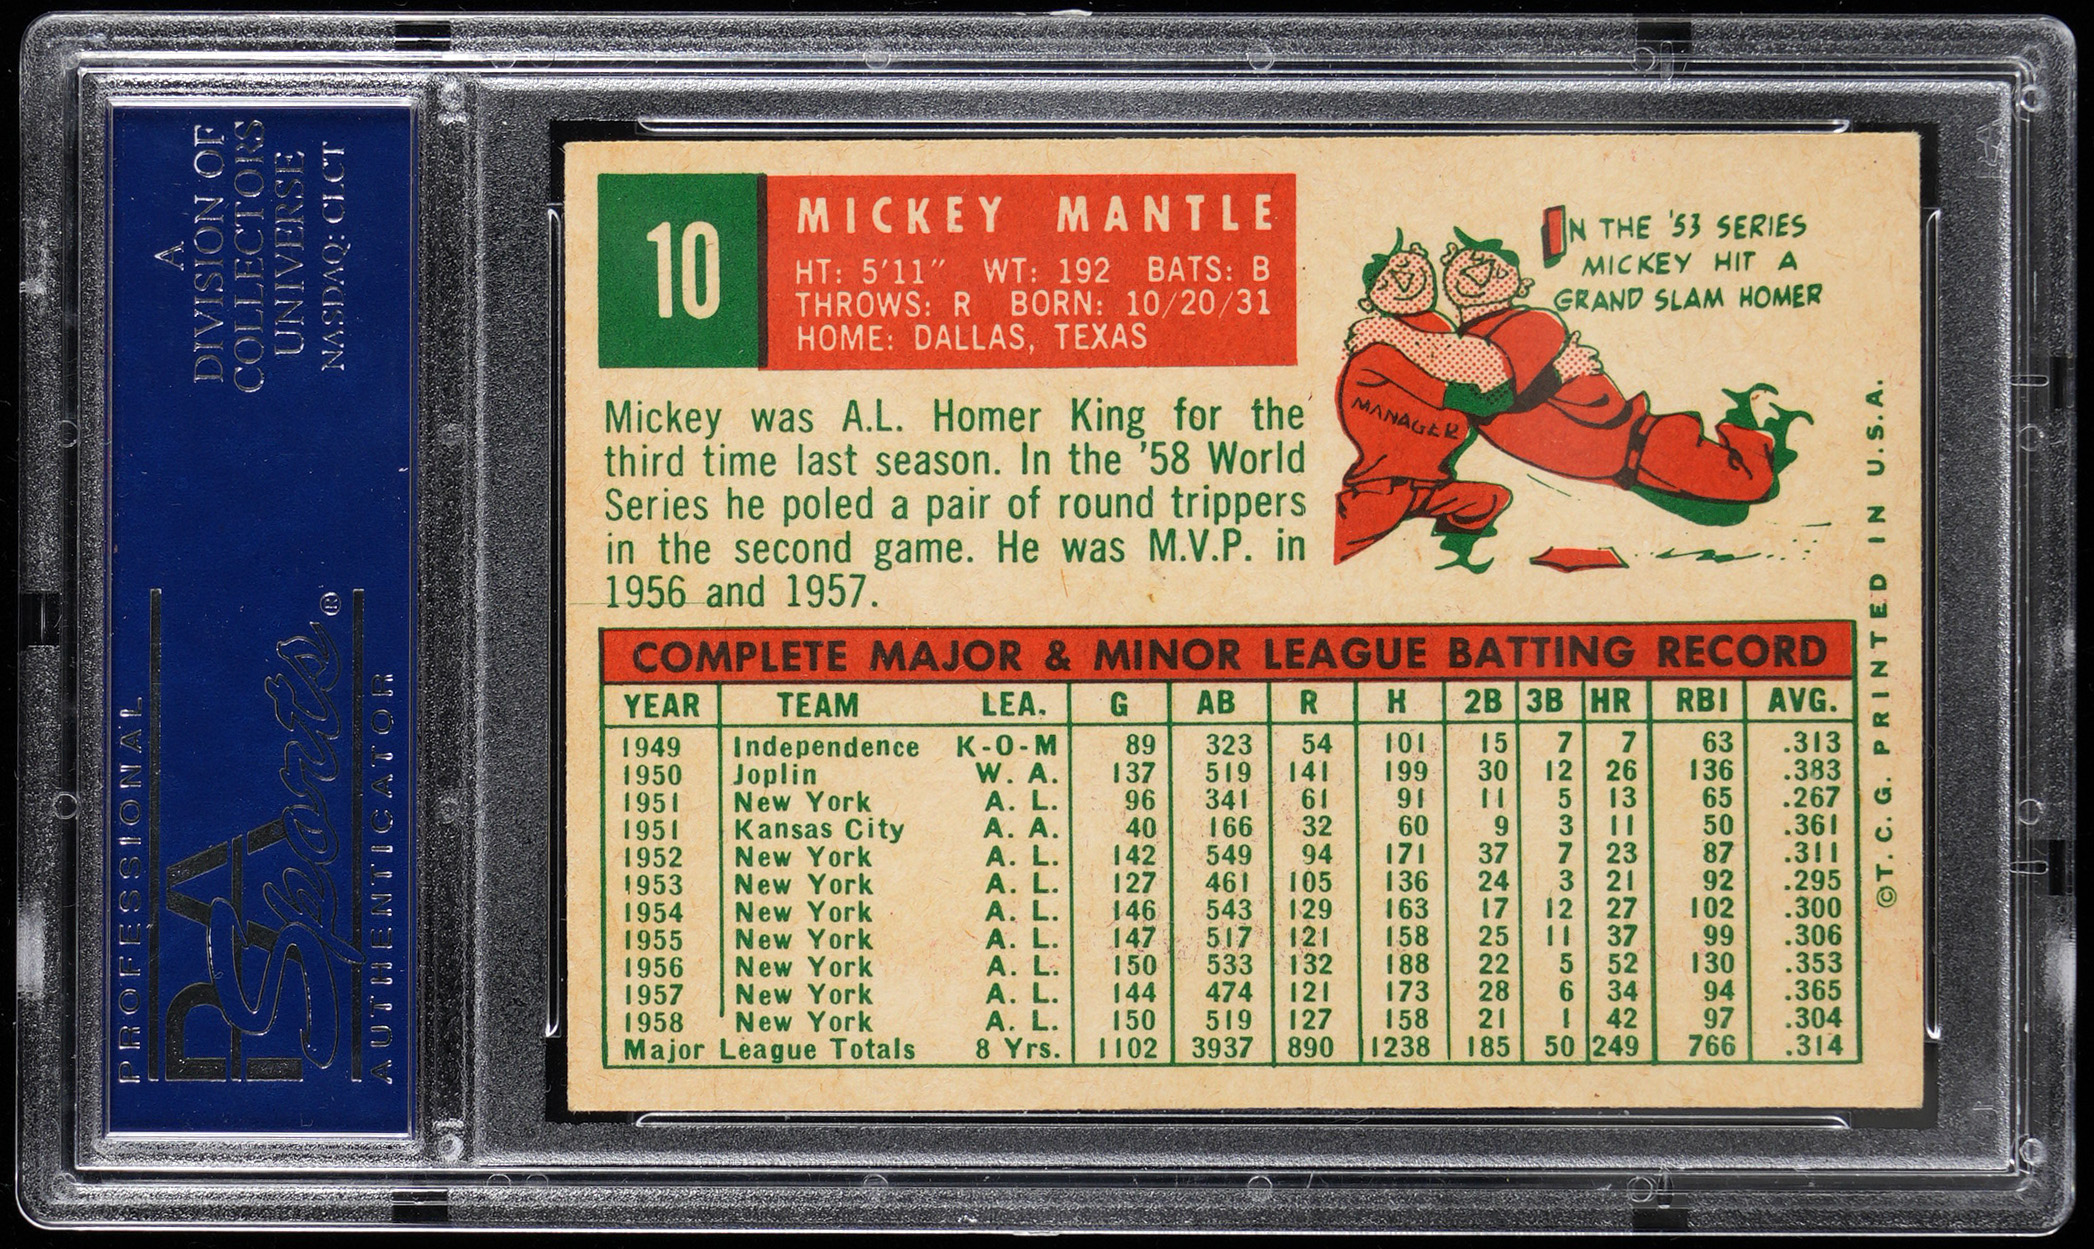 A
DIVISION OF
COLLECTORS
UNIVERSE
NASDAQ: CLCT
PROFESSIONAL
PSA
Sports®
AUTHENTICATOR
10
MICKEY MANTLE
HT: 5'11" WT: 192 BATS: B
THROWS: R BORN: 10/20/31
HOME: DALLAS, TEXAS
IN THE '53 SERIES
MICKEY HIT A
GRAND SLAM HOMER
MANAGER
Mickey was A.L. Homer King for the
third time last season. In the '58 World
Series he poled a pair of round trippers
in the second game. He was M.V.P. in
1956 and 1957.
COMPLETE MAJOR & MINOR LEAGUE BATTING RECORD
YEAR TEAM LEA. G AB R H 2B 3B HR RBI AVG.
1949 Independence K-O-M 89 323 54 101 15 7 7 63 .313
1950 Joplin W. A. 137 519 141 199 30 12 26 136 .383
1951 New York A. L. 96 341 61 91 11 5 13 65 .267
1951 Kansas City A. A. 40 166 32 60 9 3 11 50 .361
1952 New York A. L. 142 549 94 171 37 7 23 87 .311
1953 New York A. L. 127 461 105 136 24 3 21 92 .295
1954 New York A. L. 146 543 129 163 17 12 27 102 .300
1955 New York A. L. 147 517 121 158 25 11 37 99 .306
1956 New York A. L. 150 533 132 188 22 5 52 130 .353
1957 New York A. L. 144 474 121 173 28 6 34 94 .365
1958 New York A. L. 150 519 127 158 21 1 42 97 .304
Major League Totals 8 Yrs. 1102 3937 890 1238 185 50 249 766 .314
©T.C.G. PRINTED IN U.S.A.